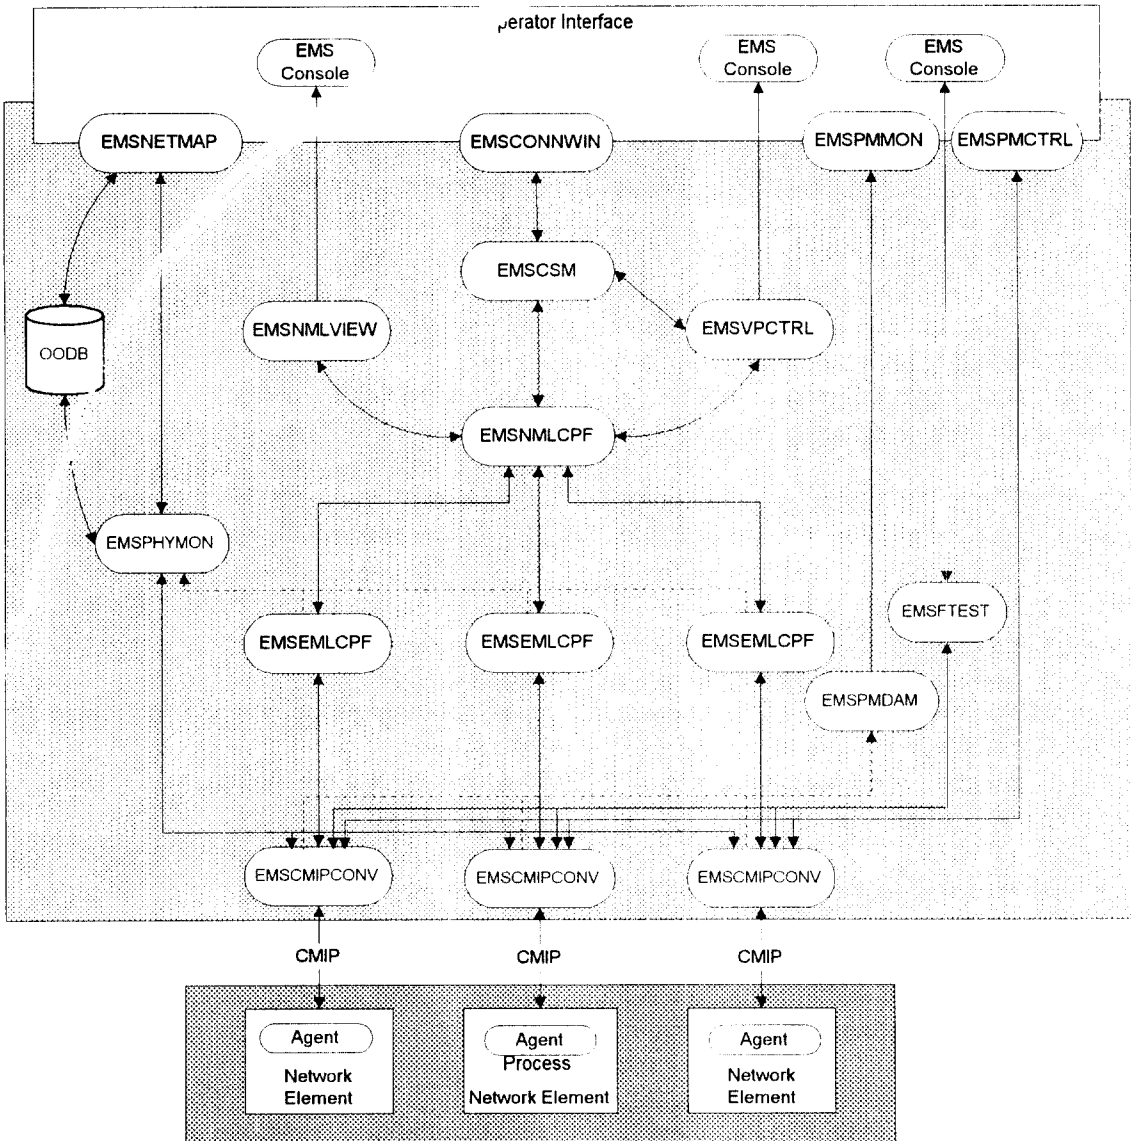 perator Interface
EMS
Console
EMS
Console
EMS
Console
EMSNETMAP
EMSCONNWIN
EMSPMMON
EMSPMCTRL
EMSCSM
EMSNMLVIEW
EMSVPCTRL
OODB
EMSNMLCPF
EMSPHYMON
EMSFTEST
EMSEMLCPF
EMSEMLCPF
EMSEMLCPF
EMSPMDAM
EMSCMIPCONV
EMSCMIPCONV
EMSCMIPCONV
CMIP
CMIP
CMIP
Agent
Network
Element
Agent
Process
Network Element
Agent
Network
Element